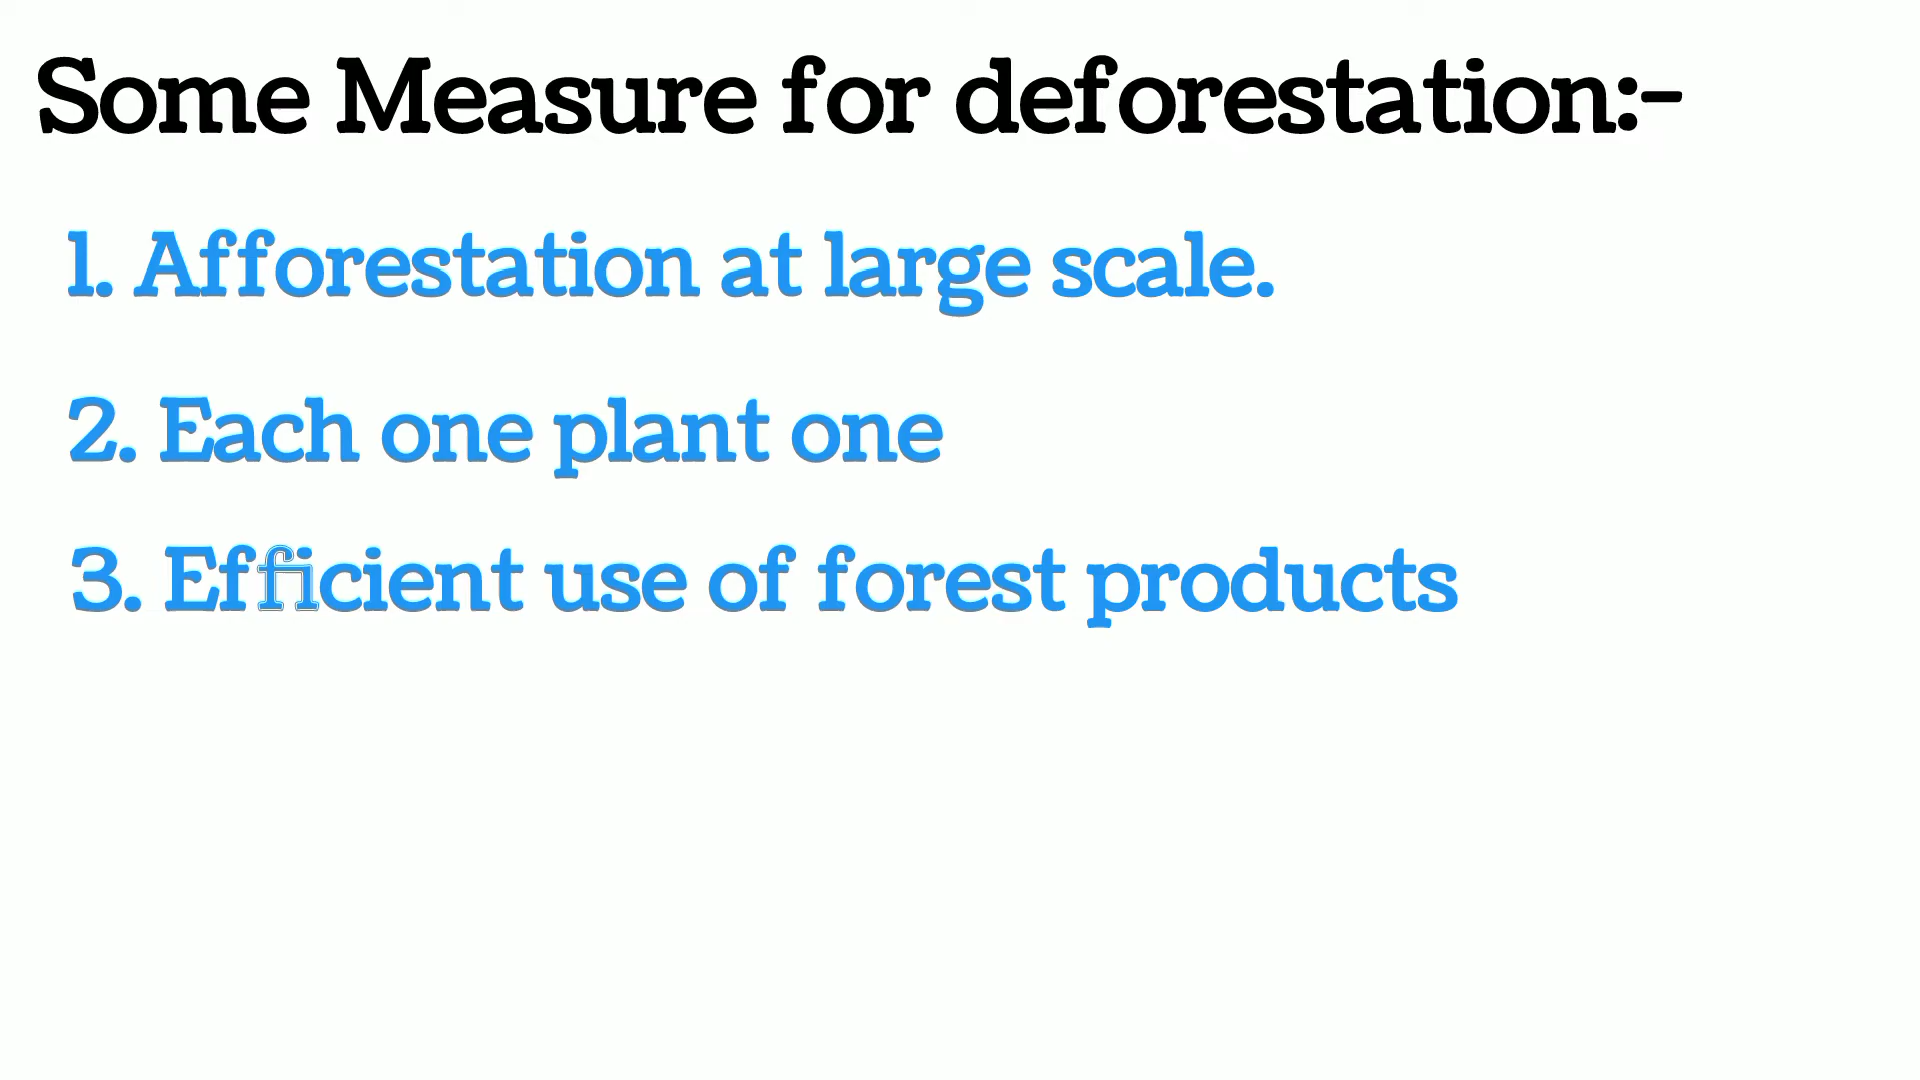 Some Measure for deforestation:-
1. Afforestation at large scale.
2. Each one plant one
3. Efficient use of forest products